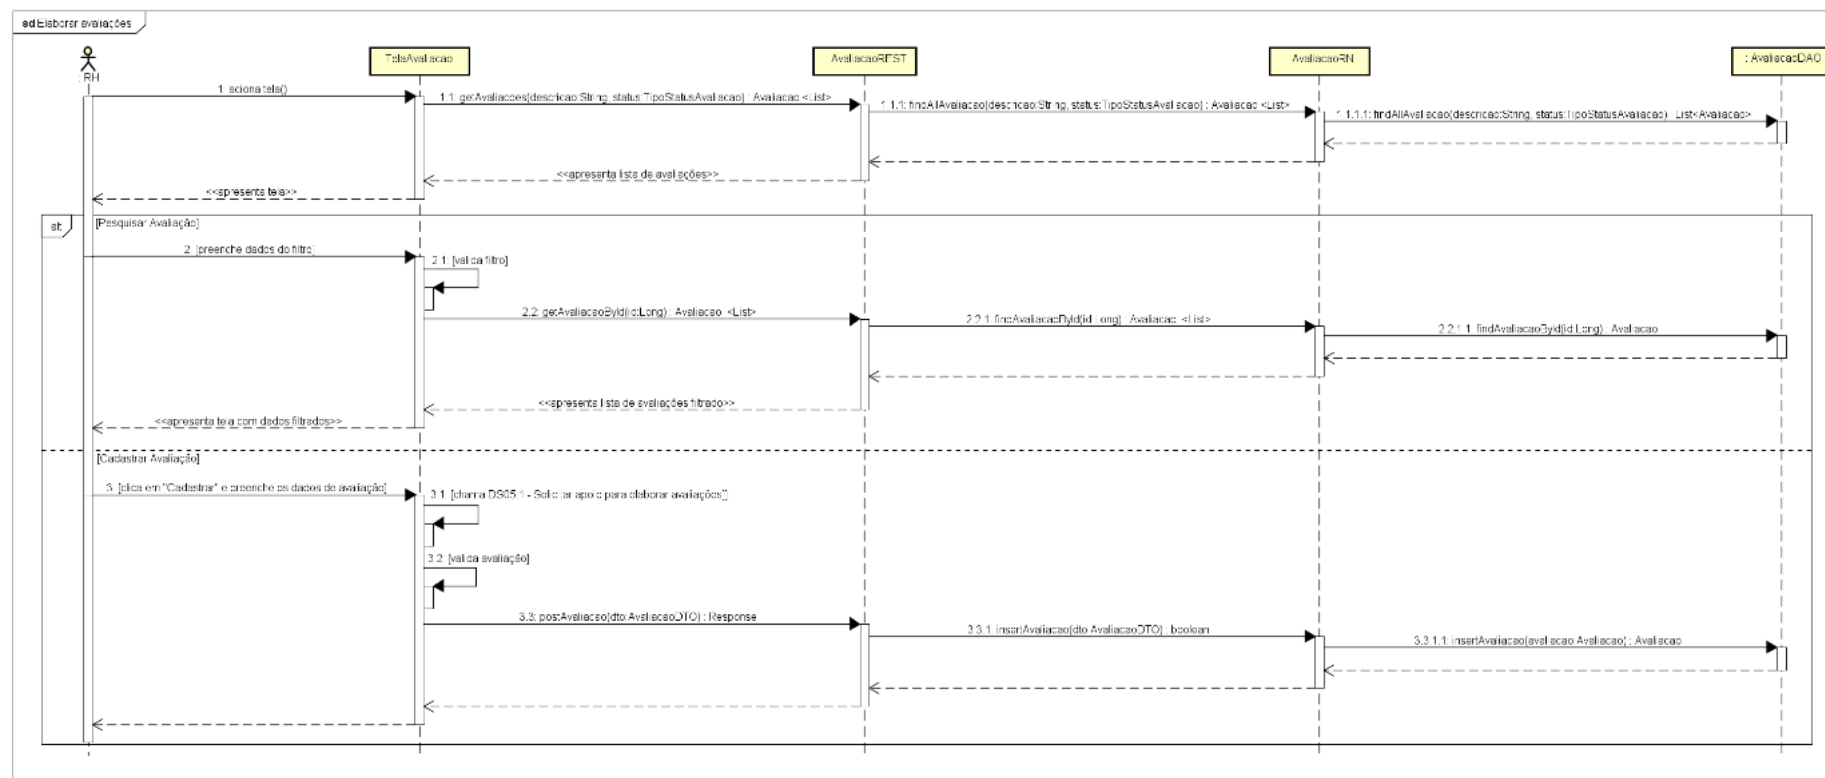 sd Elaborar avaliações
: RH
TelaAvaliacao
AvaliacaoREST
AvaliacaoRN
: AvaliacaoDAO
1: aciona tela()
1.1: getAvaliacoes(descricao:String, status:TipoStatusAvaliacao) : Avaliacao <List>
1.1.1: findAllAvaliacao(descricao:String, status:TipoStatusAvaliacao) : Avaliacao <List>
1.1.1.1: findAllAvaliacao(descricao:String, status:TipoStatusAvaliacao) : List<Avaliacao>
<<apresenta lista de avaliações>>
<<apresenta tela>>
alt
[Pesquisar Avaliação]
2: [preenche dados do filtro]
2.1: [valida filtro]
2.2: getAvaliacaoById(id:Long) : Avaliacao <List>
2.2.1: findAvaliacaoById(id:Long) : Avaliacao <List>
2.2.1.1: findAvaliacaoById(id:Long) : Avaliacao
<<apresenta lista de avaliações filtrado>>
<<apresenta tela com dados filtrados>>
[Cadastrar Avaliação]
3: [clica em "Cadastrar" e preenche os dados de avaliação]
3.1: [chama DS05.1 - Solicitar apoio para elaborar avaliações]]
3.2: [valida avaliação]
3.3: postAvaliacao(dto:AvaliacaoDTO) : Response
3.3.1: insertAvaliacao(dto:AvaliacaoDTO) : boolean
3.3.1.1: insertAvaliacao(avaliacao:Avaliacao) : Avaliacao